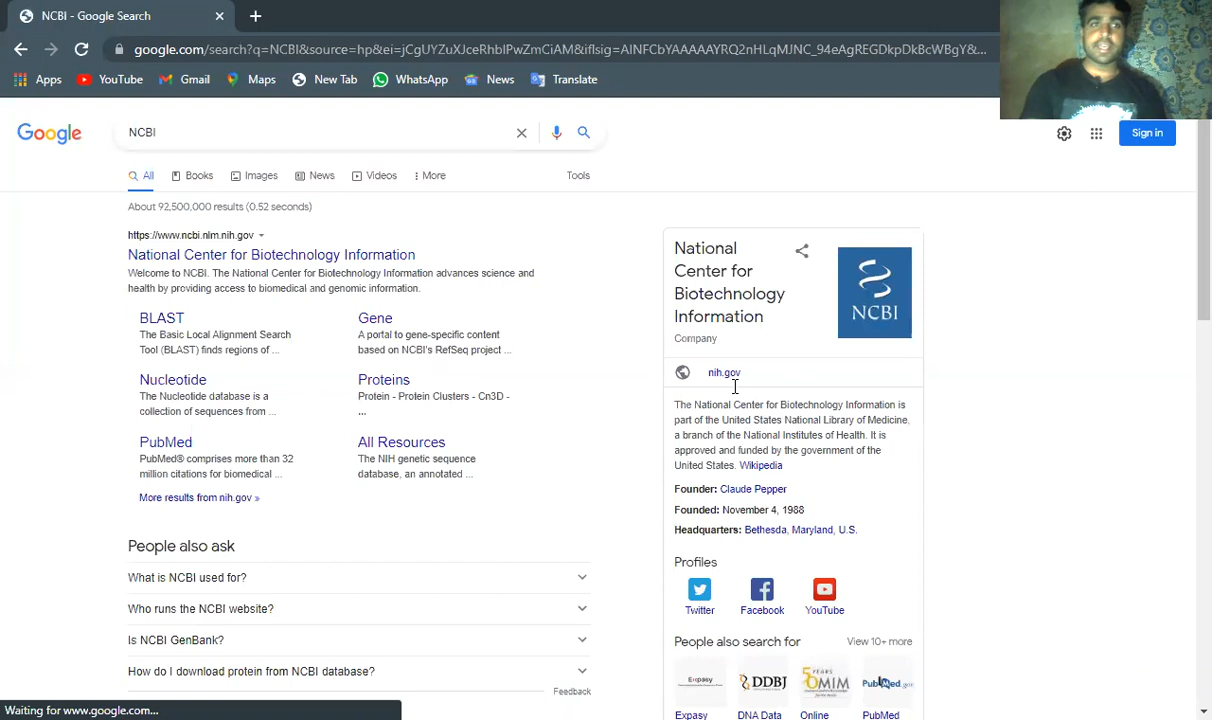 NCBI - Google Search
google.com/search?q=NCBI&source=hp&ei=jCgUYZuXJceRhbIPwZmCiAM&iflsig=AINFCbYAAAAAYRQ2nHLqMJNC_94eAgREGDkpDkBcWBgY&...
Apps YouTube Gmail Maps New Tab WhatsApp News Translate
Google
NCBI
Sign in
All Books Images News Videos More Tools
About 92,500,000 results (0.52 seconds)
https://www.ncbi.nlm.nih.gov
National Center for Biotechnology Information
Welcome to NCBI. The National Center for Biotechnology Information advances science and
health by providing access to biomedical and genomic information.
BLAST
The Basic Local Alignment Search
Tool (BLAST) finds regions of ...
Gene
A portal to gene-specific content
based on NCBI's RefSeq project ...
Nucleotide
The Nucleotide database is a
collection of sequences from ...
Proteins
Protein - Protein Clusters - Cn3D -
...
PubMed
PubMed® comprises more than 32
million citations for biomedical ...
All Resources
The NIH genetic sequence
database, an annotated ...
More results from nih.gov »
People also ask
What is NCBI used for?
Who runs the NCBI website?
Is NCBI GenBank?
How do I download protein from NCBI database?
Feedback
National
Center for
Biotechnology
Information
Company
NCBI
nih.gov
The National Center for Biotechnology Information is
part of the United States National Library of Medicine,
a branch of the National Institutes of Health. It is
approved and funded by the government of the
United States. Wikipedia
Founder: Claude Pepper
Founded: November 4, 1988
Headquarters: Bethesda, Maryland, U.S.
Profiles
Twitter Facebook YouTube
People also search for View 10+ more
Expasy DDBJ 50 YEARS OMIM PubMed.gov
Expasy DNA Data Online PubMed
Waiting for www.google.com...